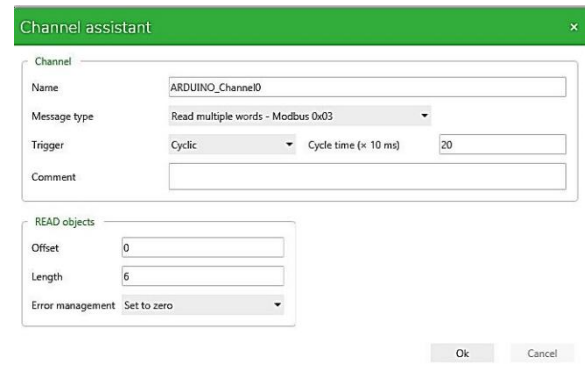 Channel assistant ×
Channel
Name ARDUINO_Channel0
Message type Read multiple words - Modbus 0x03
Trigger Cyclic Cycle time (× 10 ms) 20
Comment
READ objects
Offset 0
Length 6
Error management Set to zero
Ok Cancel